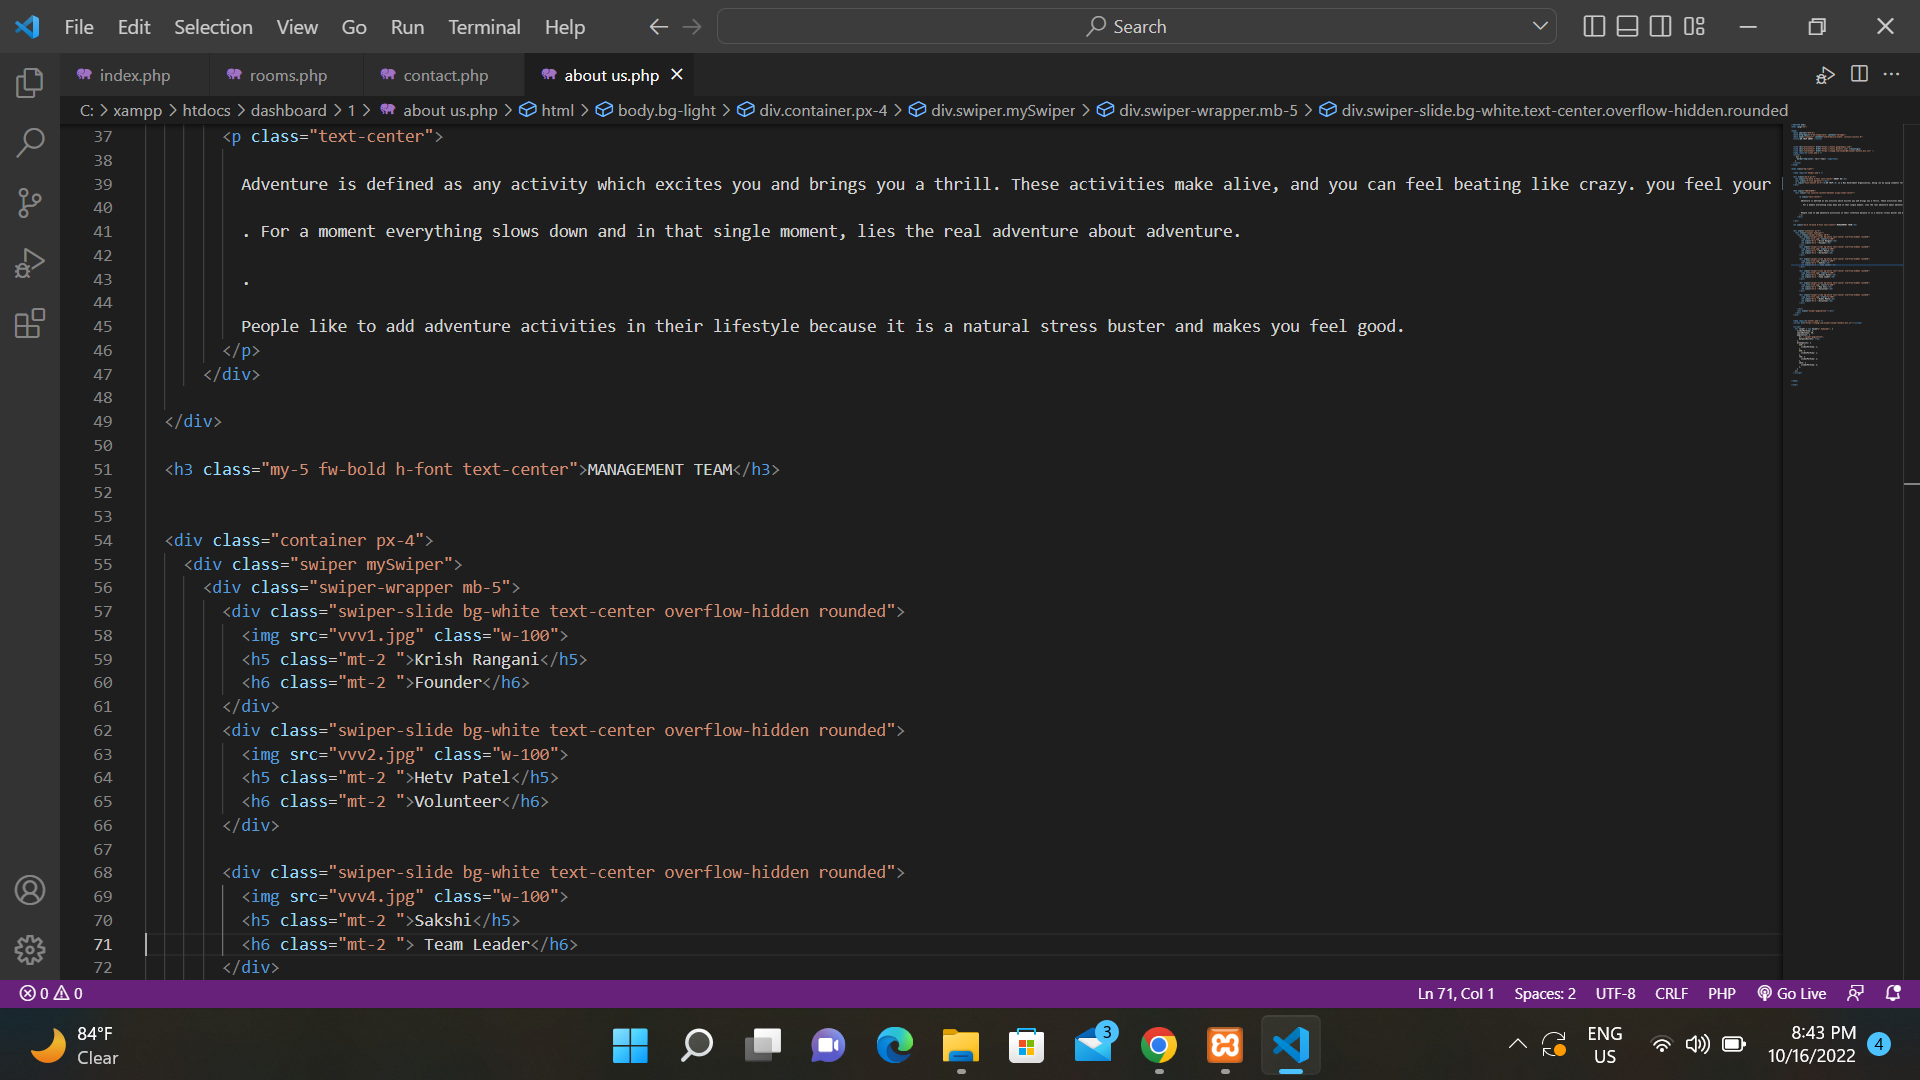 File Edit Selection View Go Run Terminal Help Search
index.php rooms.php contact.php about us.php
C: > xampp > htdocs > dashboard > 1 > about us.php > html > body.bg-light > div.container.px-4 > div.swiper.mySwiper > div.swiper-wrapper.mb-5 > div.swiper-slide.bg-white.text-center.overflow-hidden.rounded
37 <p class="text-center">
38
39 Adventure is defined as any activity which excites you and brings you a thrill. These activities make alive, and you can feel beating like crazy. you feel your
40
41 . For a moment everything slows down and in that single moment, lies the real adventure about adventure.
42
43 .
44
45 People like to add adventure activities in their lifestyle because it is a natural stress buster and makes you feel good.
46 </p>
47 </div>
48
49 </div>
50
51 <h3 class="my-5 fw-bold h-font text-center">MANAGEMENT TEAM</h3>
52
53
54 <div class="container px-4">
55 <div class="swiper mySwiper">
56 <div class="swiper-wrapper mb-5">
57 <div class="swiper-slide bg-white text-center overflow-hidden rounded">
58 <img src="vvv1.jpg" class="w-100">
59 <h5 class="mt-2 ">Krish Rangani</h5>
60 <h6 class="mt-2 ">Founder</h6>
61 </div>
62 <div class="swiper-slide bg-white text-center overflow-hidden rounded">
63 <img src="vvv2.jpg" class="w-100">
64 <h5 class="mt-2 ">Hetv Patel</h5>
65 <h6 class="mt-2 ">Volunteer</h6>
66 </div>
67
68 <div class="swiper-slide bg-white text-center overflow-hidden rounded">
69 <img src="vvv4.jpg" class="w-100">
70 <h5 class="mt-2 ">Sakshi</h5>
71 <h6 class="mt-2 "> Team Leader</h6>
72 </div>
0 0 Ln 71, Col 1 Spaces: 2 UTF-8 CRLF PHP Go Live
84°F
Clear
3
ENG
US
8:43 PM
10/16/2022
4